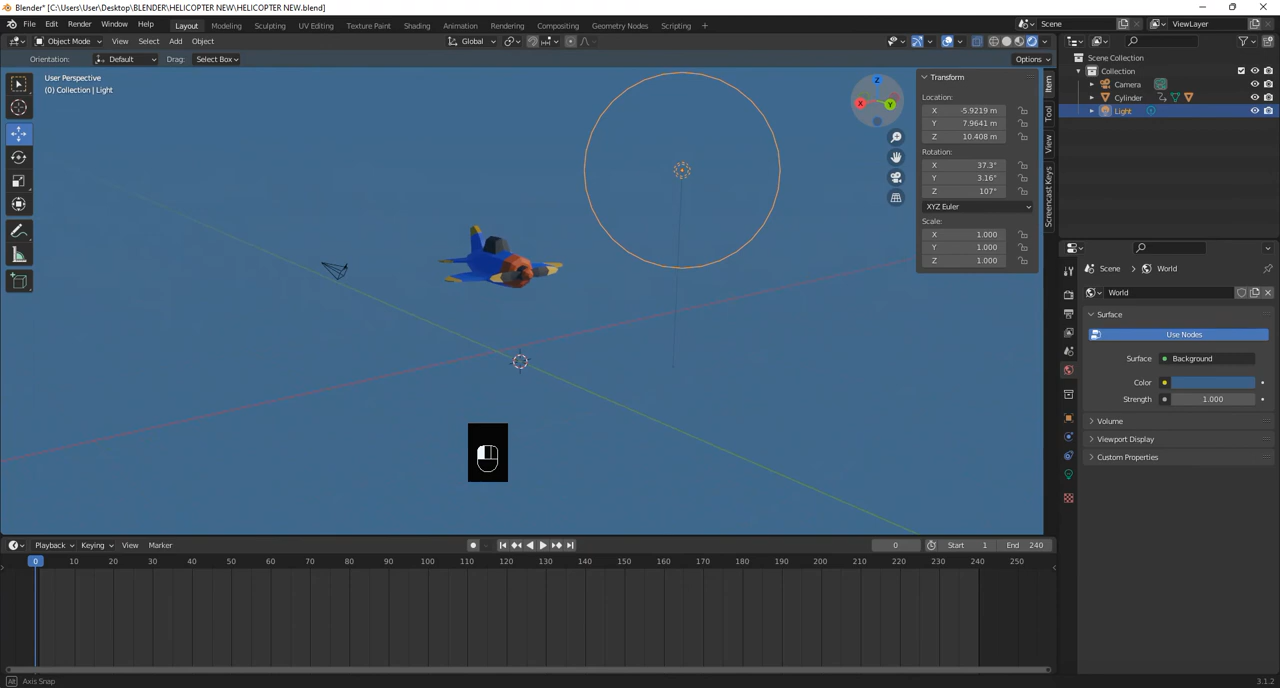 Blender* [C:\Users\User\Desktop\BLENDER\HELICOPTER NEW\HELICOPTER NEW.blend]
File Edit Render Window Help Layout Modeling Sculpting UV Editing Texture Paint Shading Animation Rendering Compositing Geometry Nodes Scripting + Scene ViewLayer
Object Mode View Select Add Object Global
Orientation: Default Drag: Select Box Options
User Perspective
(0) Collection | Light
Z
X
Y
Transform
Location:
X -5.9219 m
Y 7.9641 m
Z 10.408 m
Rotation:
X 37.3°
Y 3.16°
Z 107°
XYZ Euler
Scale:
X 1.000
Y 1.000
Z 1.000
Item
Tool
View
Screencast Keys
Scene Collection
Collection
Camera
Cylinder
Light
Scene World
World
Surface
Use Nodes
Surface Background
Color
Strength 1.000
Volume
Viewport Display
Custom Properties
Playback Keying View Marker 0 Start 1 End 240
0 10 20 30 40 50 60 70 80 90 100 110 120 130 140 150 160 170 180 190 200 210 220 230 240 250
Alt Axis Snap 3.1.2